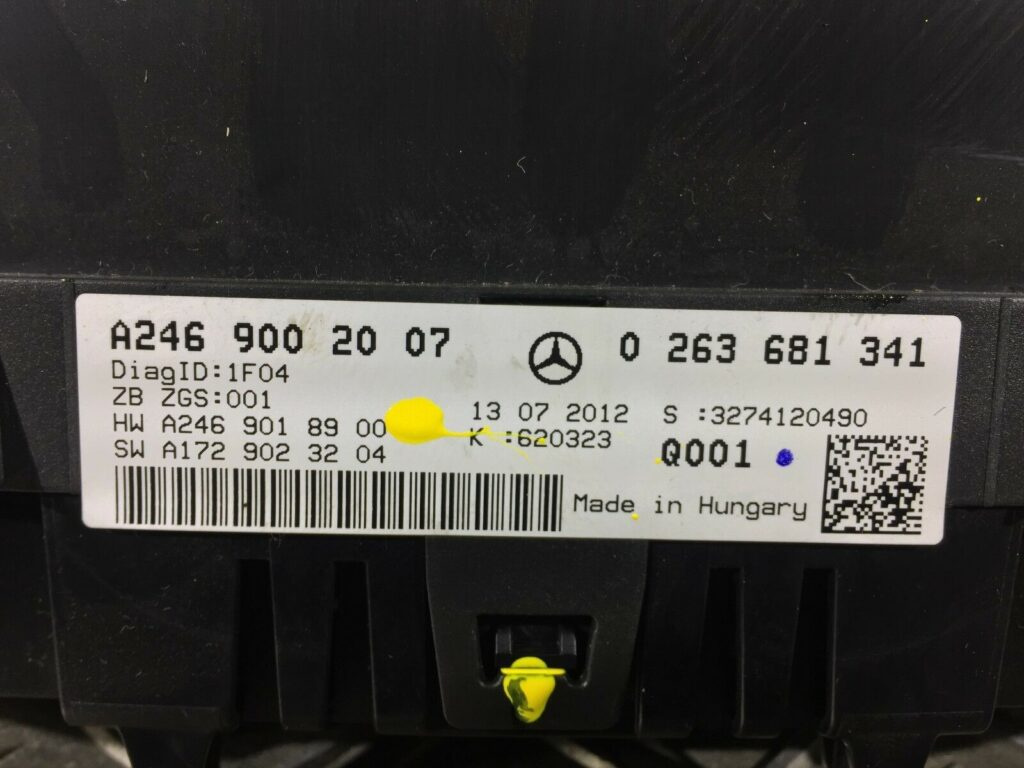 A246 900 20 07
0 263 681 341
DiagID:1F04
ZB ZGS:001
HW A246 901 89 00
SW A172 902 32 04
13 07 2012
K :620323
S :3274120490
Q001
Made in Hungary